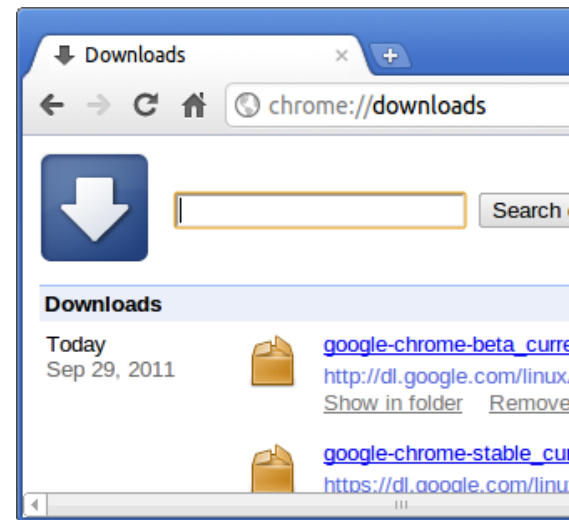 Downloads
chrome://downloads
Search
Downloads
Today
Sep 29, 2011
google-chrome-beta_curre
http://dl.google.com/linux/
Show in folder Remove
google-chrome-stable_cur
https://dl.google.com/linu